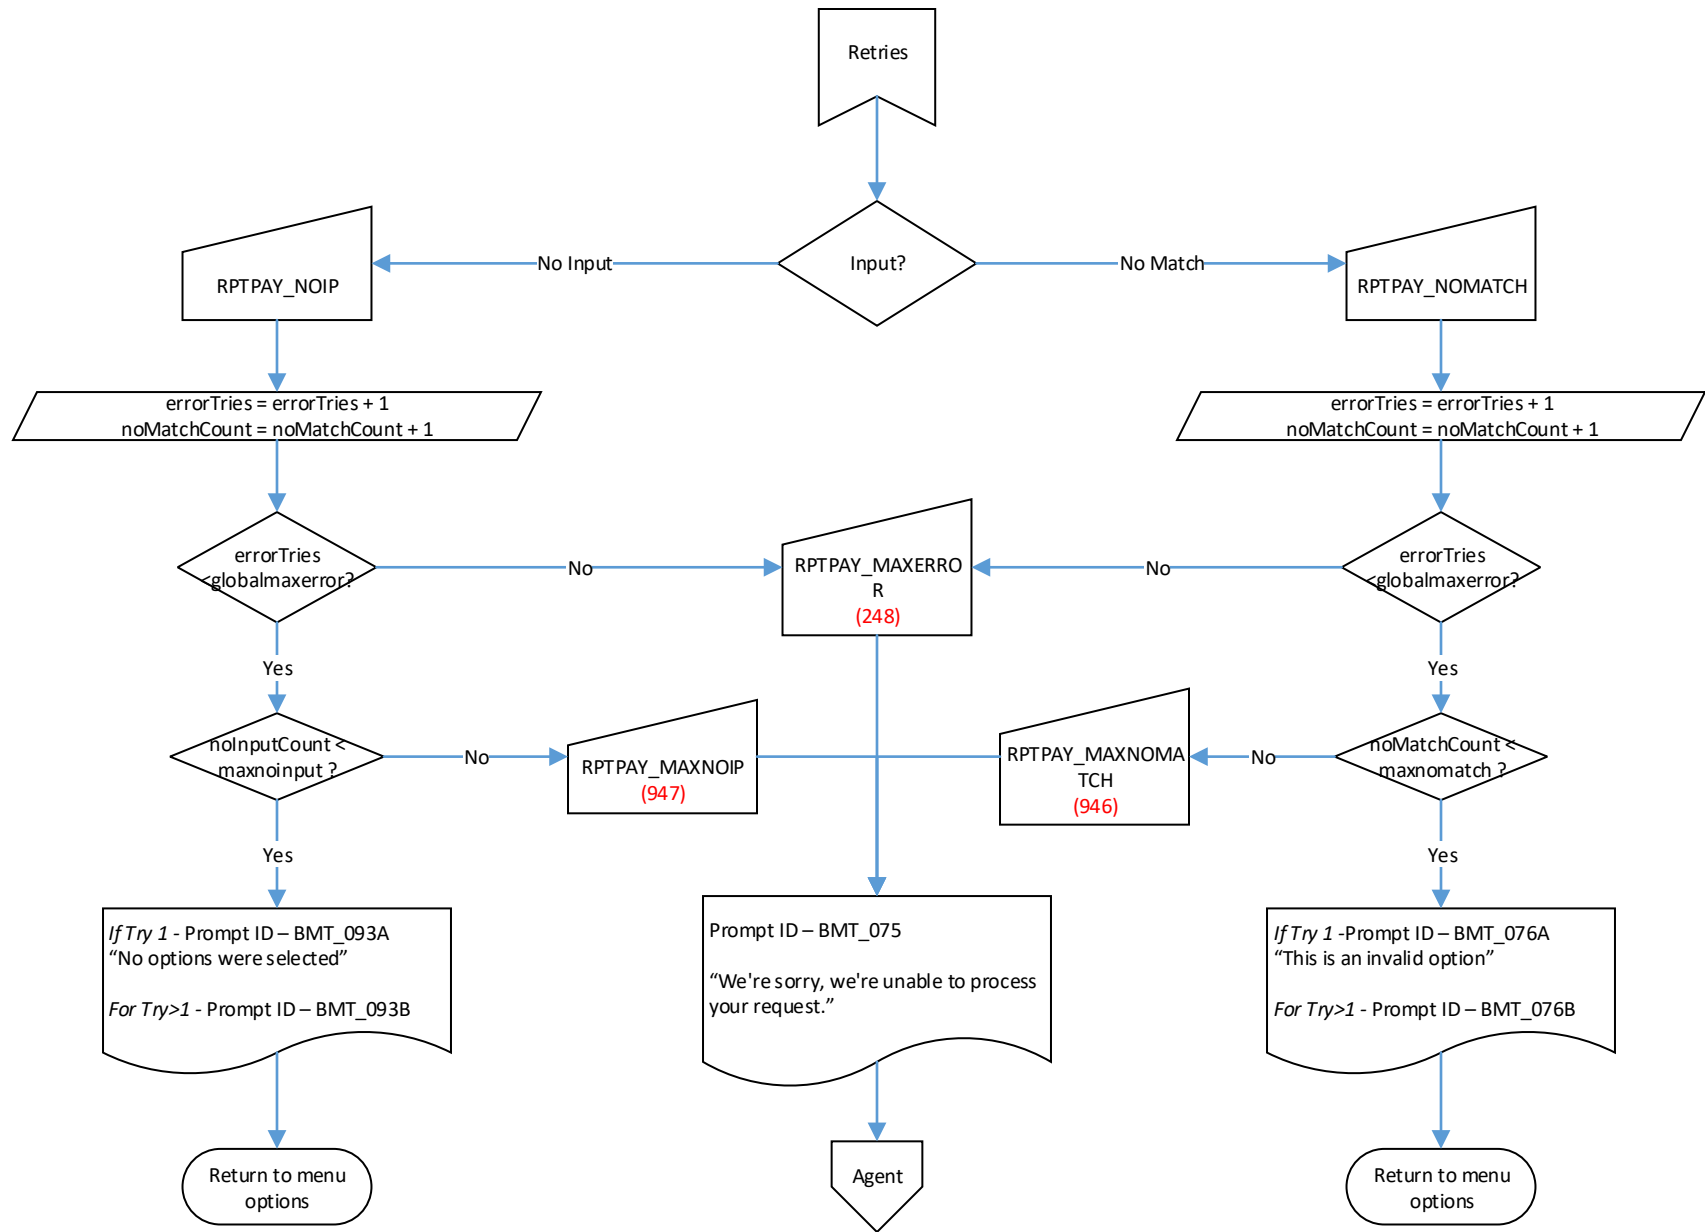 Retries
Input?
No Input
No Match
RPTPAY_NOIP
RPTPAY_NOMATCH
errorTries = errorTries + 1
noMatchCount = noMatchCount + 1
errorTries = errorTries + 1
noMatchCount = noMatchCount + 1
errorTries
<globalmaxerror?
No
RPTPAY_MAXERRO
R
(248)
No
errorTries
<globalmaxerror?
Yes
Yes
noInputCount <
maxnoinput ?
No
RPTPAY_MAXNOIP
(947)
RPTPAY_MAXNOMA
TCH
(946)
No
noMatchCount <
maxnomatch ?
Yes
Yes
If Try 1 - Prompt ID – BMT_093A
“No options were selected”
For Try>1 - Prompt ID – BMT_093B
Prompt ID – BMT_075
“We're sorry, we're unable to process
your request.”
If Try 1 -Prompt ID – BMT_076A
“This is an invalid option”
For Try>1 - Prompt ID – BMT_076B
Return to menu
options
Agent
Return to menu
options